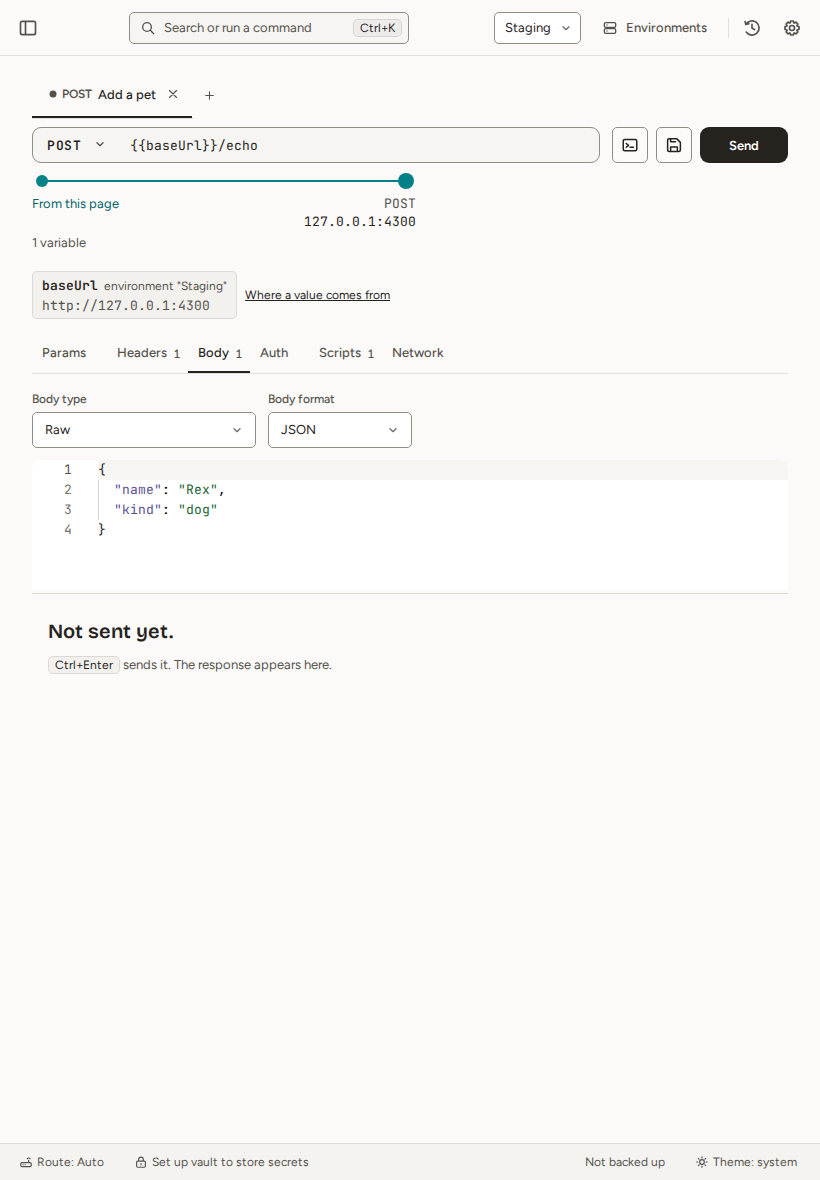 Search or run a command Ctrl+K Staging Environments
POST Add a pet
POST {{baseUrl}}/echo Send
From this page POST
127.0.0.1:4300
1 variable
baseUrl environment "Staging"
http://127.0.0.1:4300
Where a value comes from
Params Headers 1 Body 1 Auth Scripts 1 Network
Body type Body format
Raw JSON
1 {
2 "name": "Rex",
3 "kind": "dog"
4 }
Not sent yet.
Ctrl+Enter sends it. The response appears here.
Route: Auto Set up vault to store secrets Not backed up Theme: system